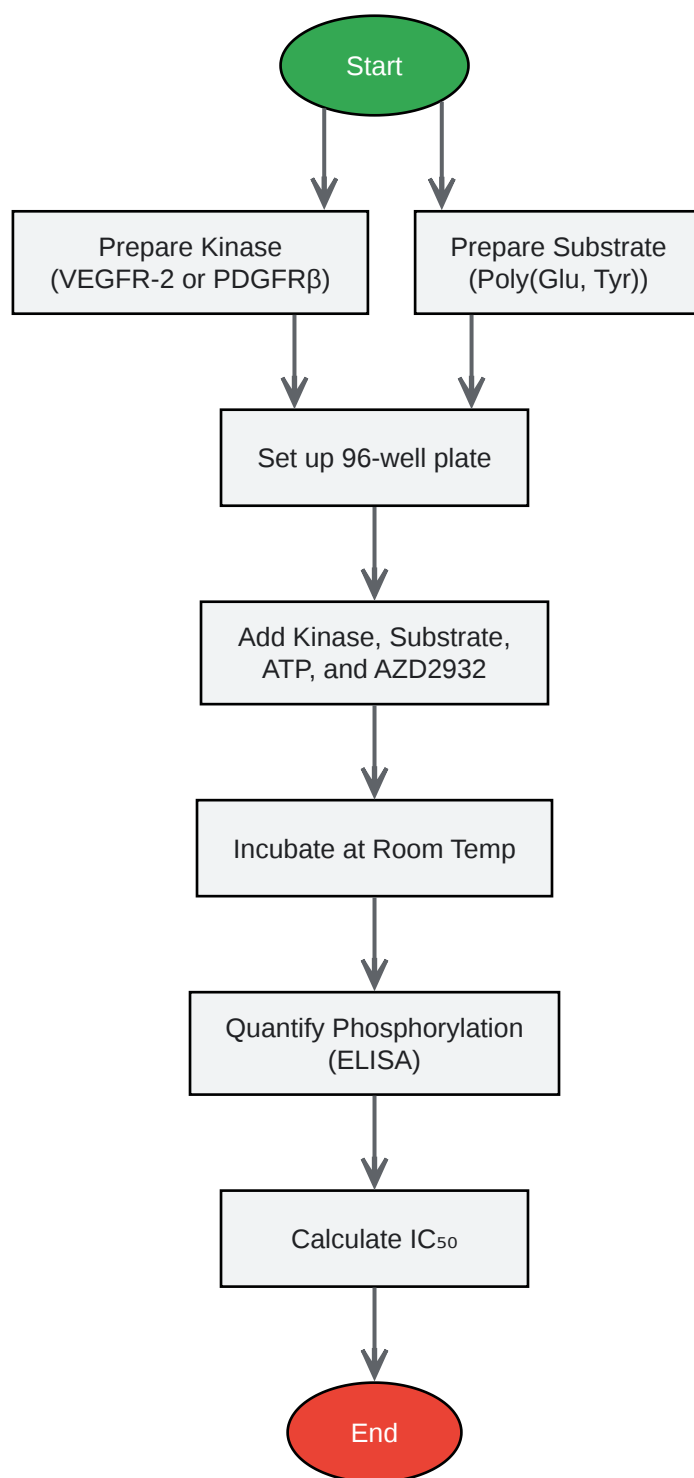 Start
Prepare Kinase
(VEGFR-2 or PDGFRβ)
Prepare Substrate
(Poly(Glu, Tyr))
Set up 96-well plate
Add Kinase, Substrate,
ATP, and AZD2932
Incubate at Room Temp
Quantify Phosphorylation
(ELISA)
Calculate IC₅₀
End